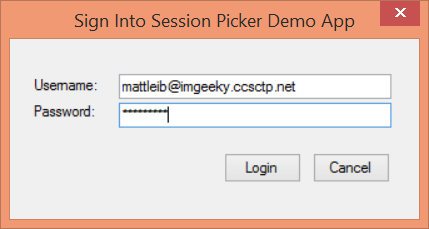 Sign Into Session Picker Demo App
Username: mattleib@imgeeky.ccsctp.net
Password: *********
Login Cancel